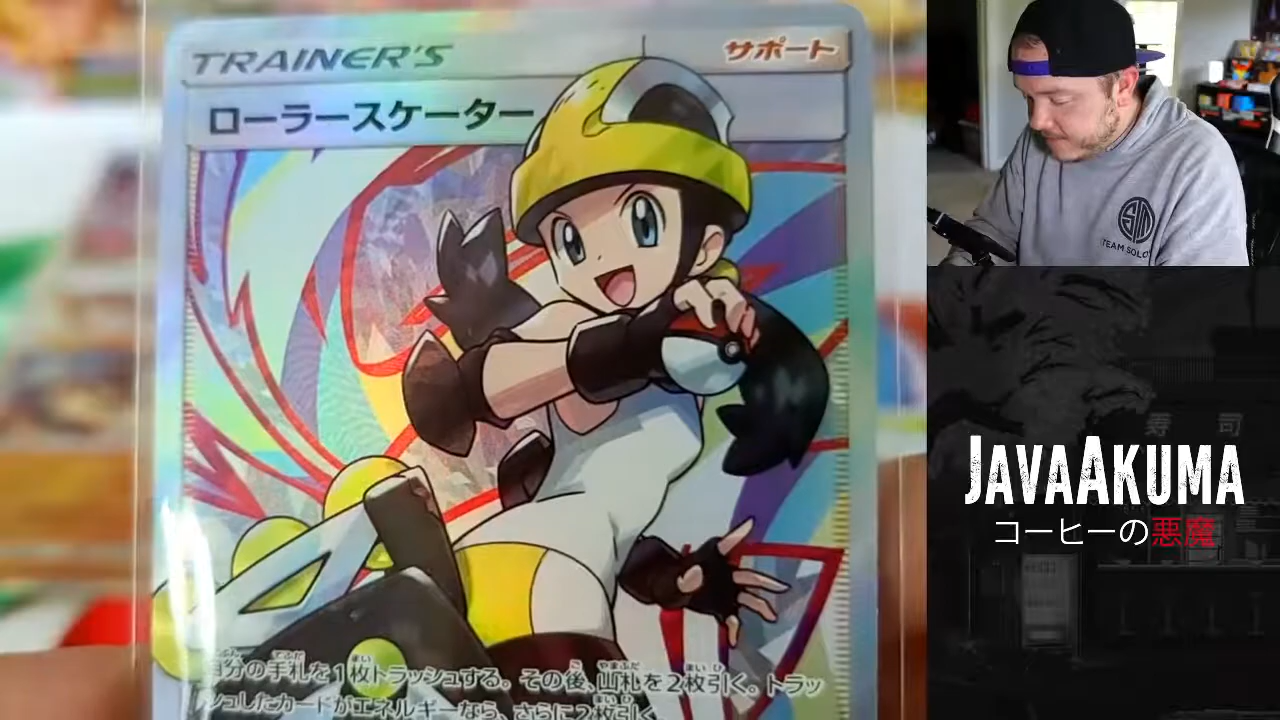 TRAINER'S
サポート
ローラースケーター
自分の手札を1枚トラッシュする。その後、山札を2枚引く。トラッ
シュしたカードがエネルギーなら、さらに2枚引く。
TEAM SOLO
寿司
JAVAAKUMA
コーヒーの悪魔